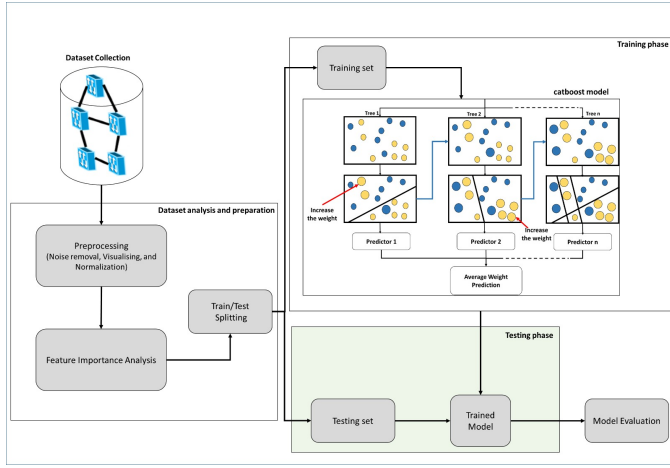 Dataset Collection
Training phase
Training set
catboost model
Tree 1
Tree 2
Tree n
Increase
the weight
Increase
the weight
Predictor 1
Predictor 2
Predictor n
Average Weight
Prediction
Dataset analysis and preparation
Preprocessing
(Noise removal, Visualising, and
Normalization)
Train/Test
Splitting
Feature Importance Analysis
Testing phase
Testing set
Trained
Model
Model Evaluation